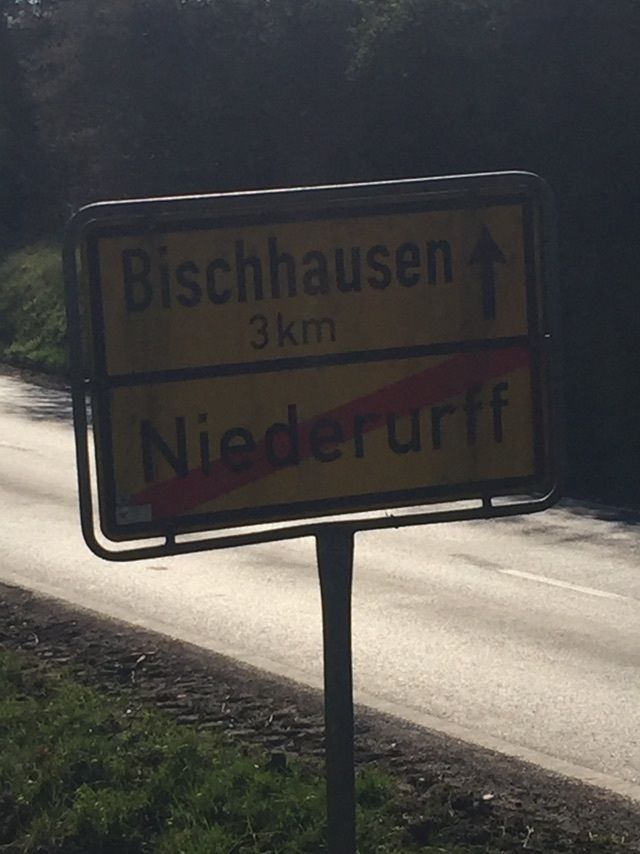 Bischhausen ↑
3 km
Niederurff